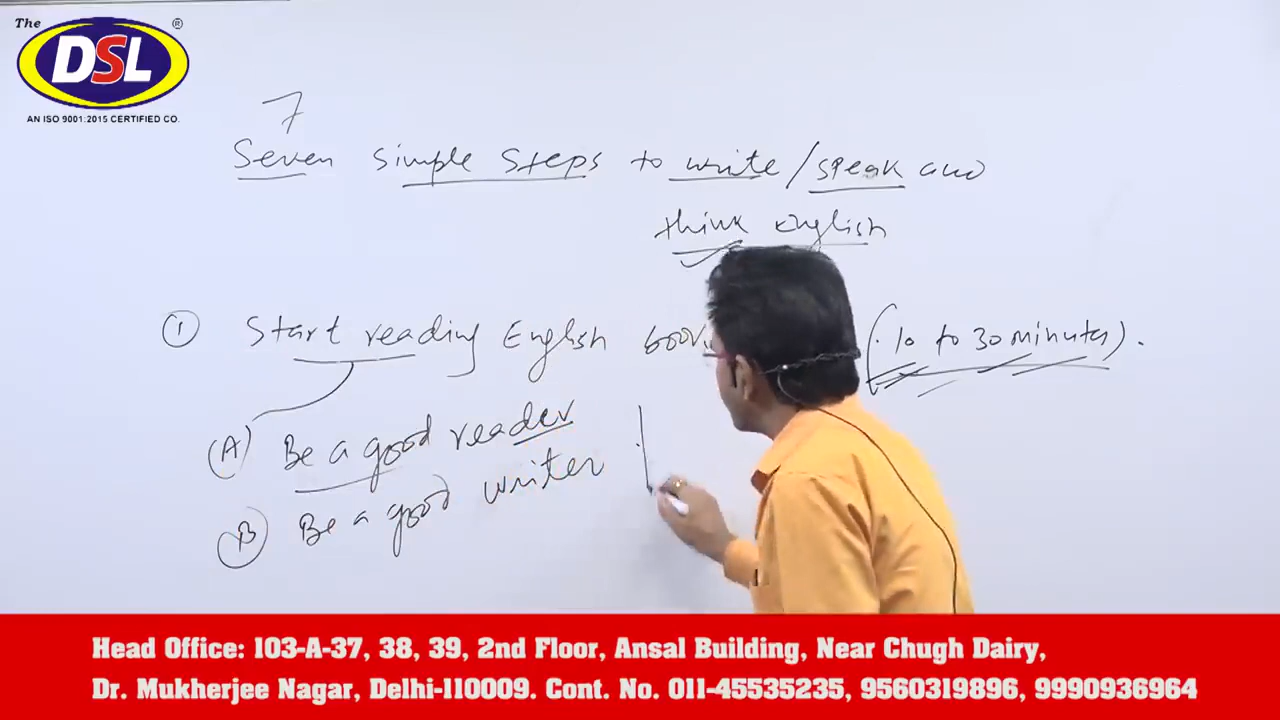 The
®
DSL
AN ISO 9001:2015 CERTIFIED CO.
7
Seven simple steps to write / speak and
think English
① Start reading English (10 to 30 minutes).
(A) Be a good reader
(B) Be a good writer
Head Office: 103-A-37, 38, 39, 2nd Floor, Ansal Building, Near Chugh Dairy,
Dr. Mukherjee Nagar, Delhi-110009. Cont. No. 011-45535235, 9560319896, 9990936964